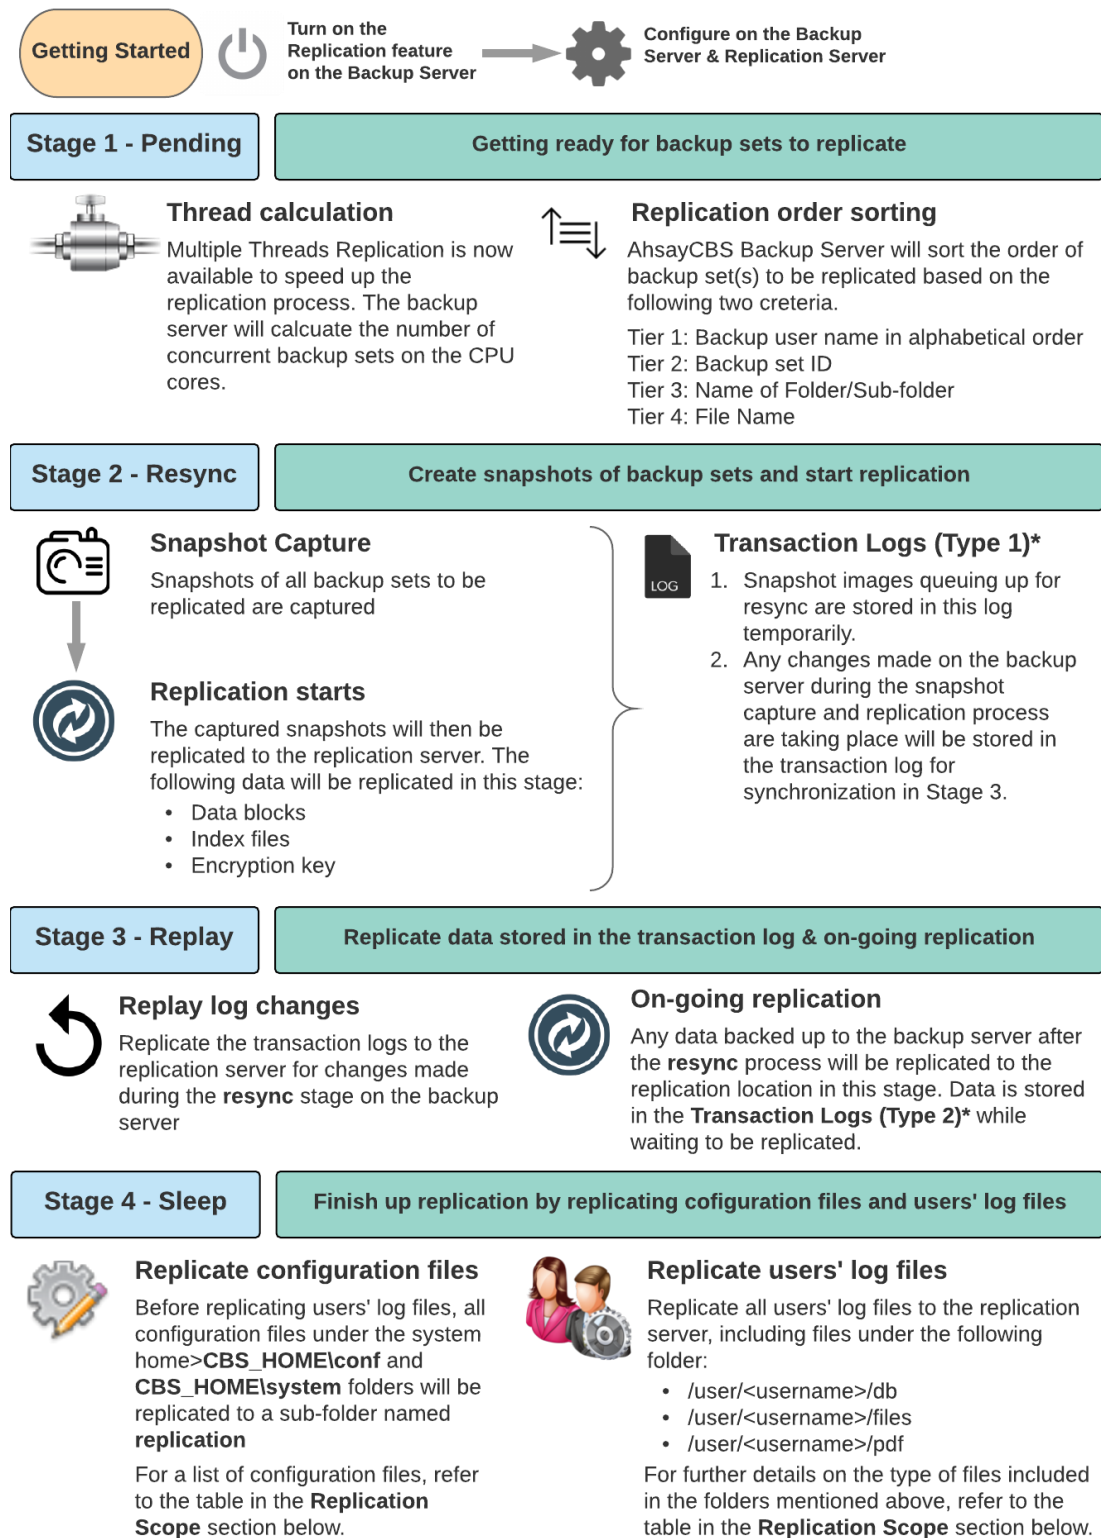 Getting Started
Turn on the
Replication feature
on the Backup Server
Configure on the Backup
Server & Replication Server
Stage 1 - Pending
Getting ready for backup sets to replicate
Thread calculation
Multiple Threads Replication is now
available to speed up the
replication process. The backup
server will calcuate the number of
concurrent backup sets on the CPU
cores.
Replication order sorting
AhsayCBS Backup Server will sort the order of
backup set(s) to be replicated based on the
following two creteria.
Tier 1: Backup user name in alphabetical order
Tier 2: Backup set ID
Tier 3: Name of Folder/Sub-folder
Tier 4: File Name
Stage 2 - Resync
Create snapshots of backup sets and start replication
Snapshot Capture
Snapshots of all backup sets to be
replicated are captured
Replication starts
The captured snapshots will then be
replicated to the replication server. The
following data will be replicated in this stage:
• Data blocks
• Index files
• Encryption key
LOG
Transaction Logs (Type 1)*
1. Snapshot images queuing up for
resync are stored in this log
temporarily.
2. Any changes made on the backup
server during the snapshot
capture and replication process
are taking place will be stored in
the transaction log for
synchronization in Stage 3.
Stage 3 - Replay
Replicate data stored in the transaction log & on-going replication
Replay log changes
Replicate the transaction logs to the
replication server for changes made
during the resync stage on the backup
server
On-going replication
Any data backed up to the backup server after
the resync process will be replicated to the
replication location in this stage. Data is stored
in the Transaction Logs (Type 2)* while
waiting to be replicated.
Stage 4 - Sleep
Finish up replication by replicating cofiguration files and users' log files
Replicate configuration files
Before replicating users' log files, all
configuration files under the system
home>CBS_HOME\conf and
CBS_HOME\system folders will be
replicated to a sub-folder named
replication
For a list of configuration files, refer
to the table in the Replication
Scope section below.
Replicate users' log files
Replicate all users' log files to the replication
server, including files under the following
folder:
• /user/<username>/db
• /user/<username>/files
• /user/<username>/pdf
For further details on the type of files included
in the folders mentioned above, refer to the
table in the Replication Scope section below.